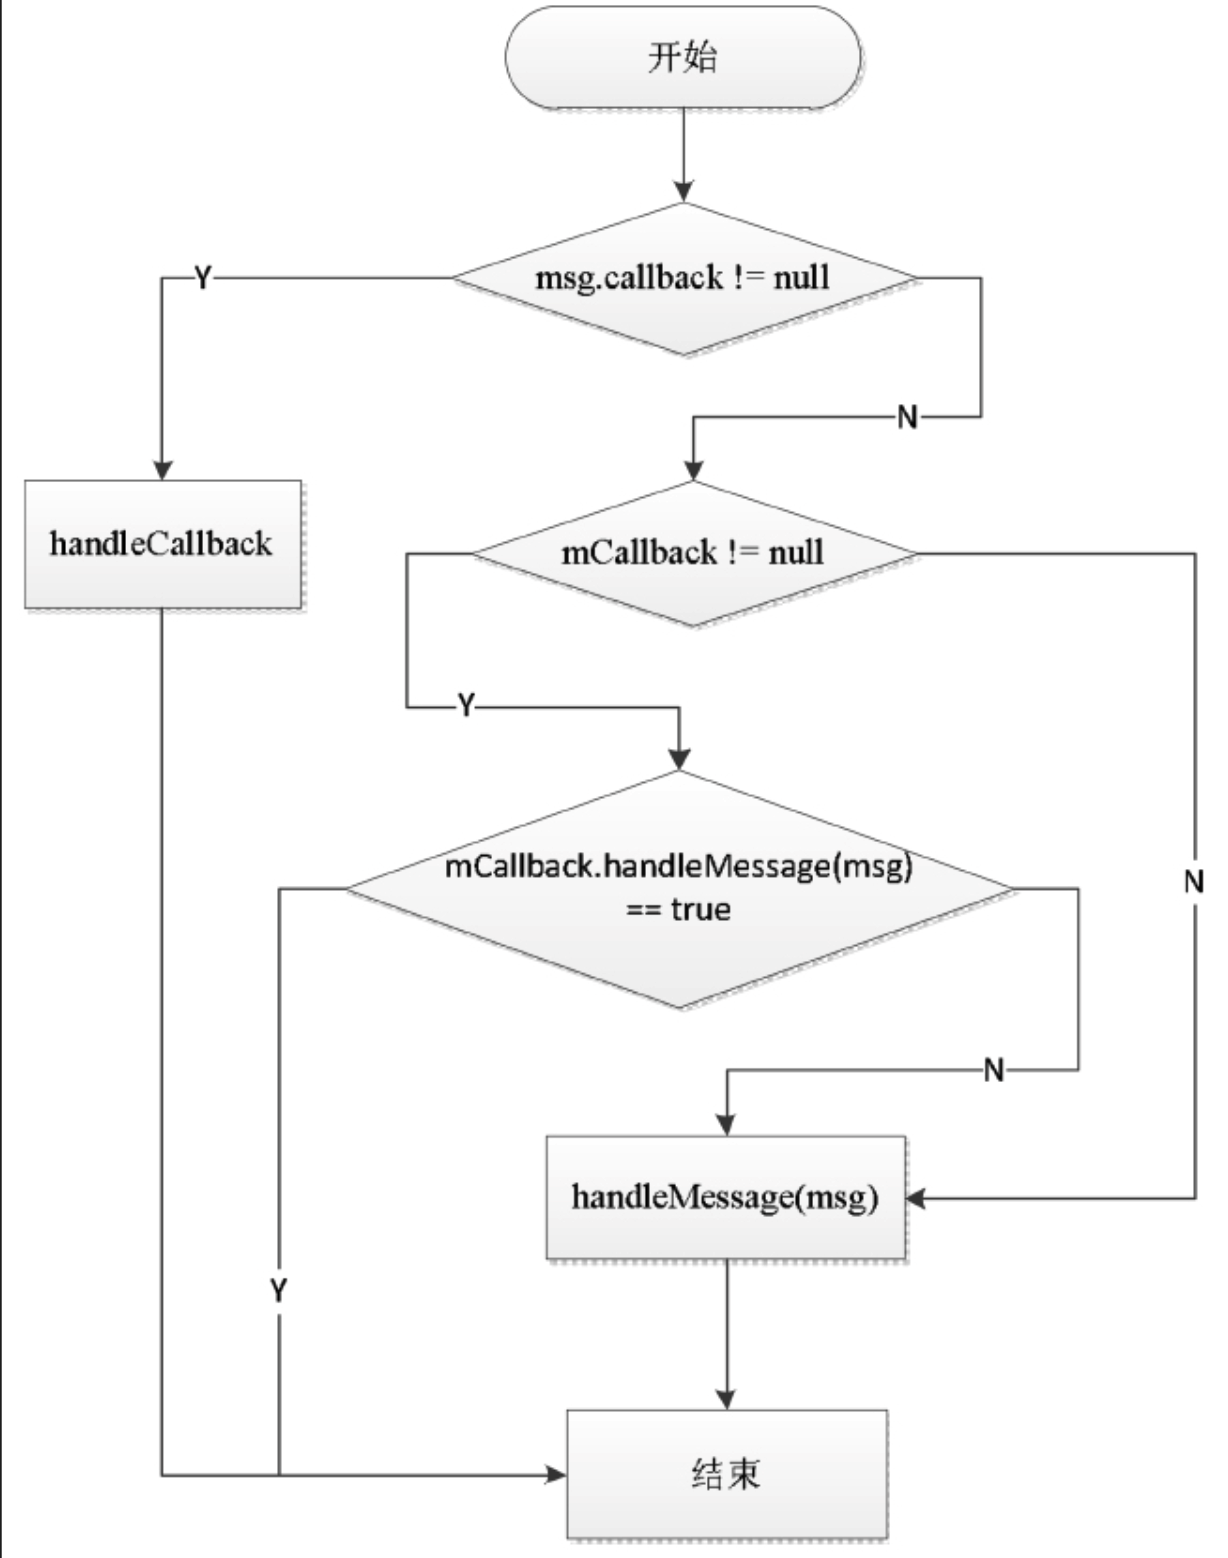 开始
msg.callback != null
Y
N
handleCallback
mCallback != null
Y
mCallback.handleMessage(msg)
== true
N
N
handleMessage(msg)
Y
结束